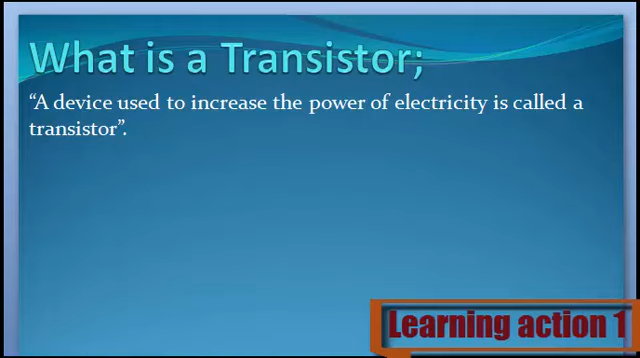 What is a Transistor;
“A device used to increase the power of electricity is called a
transistor”.
Learning action 1